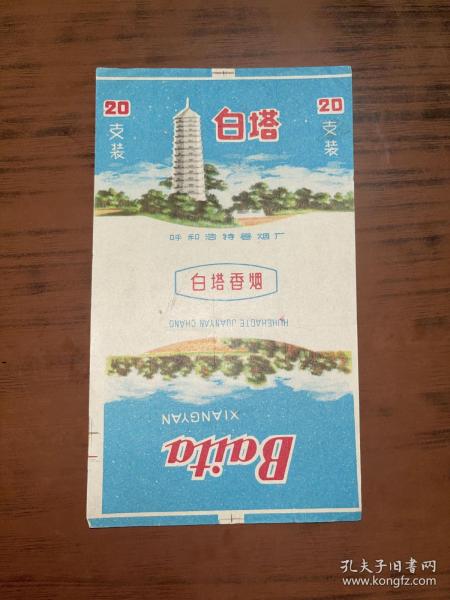 20
支装
白塔
20
支装
呼和浩特卷烟厂
白塔香烟
HUHEHAOTE JUANYAN CHANG
XIANGYAN
Baita
孔夫子旧书网
www.kongfz.com